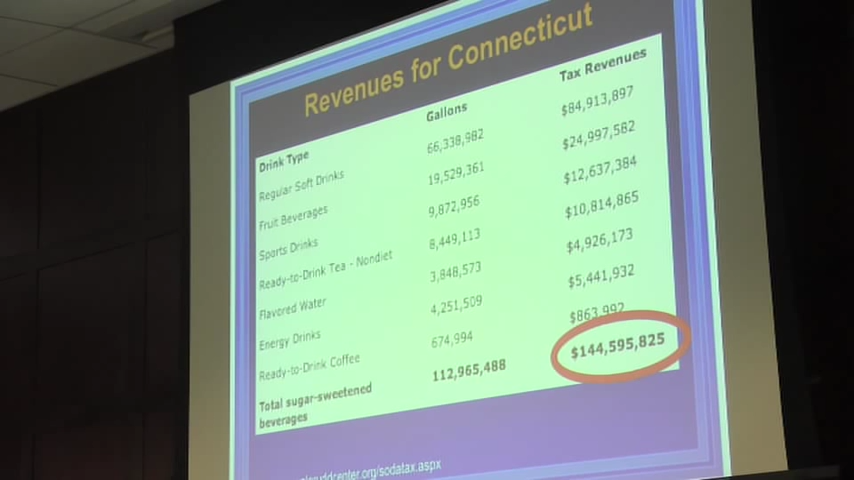 Revenues for Connecticut
Drink Type Gallons Tax Revenues
Regular Soft Drinks 66,338,982 $84,913,897
Fruit Beverages 19,529,361 $24,997,582
Sports Drinks 9,872,956 $12,637,384
Ready-to-Drink Tea - Nondiet 8,449,113 $10,814,865
Flavored Water 3,848,573 $4,926,173
Energy Drinks 4,251,509 $5,441,932
Ready-to-Drink Coffee 674,994 $863,992
Total sugar-sweetened
beverages 112,965,488 $144,595,825